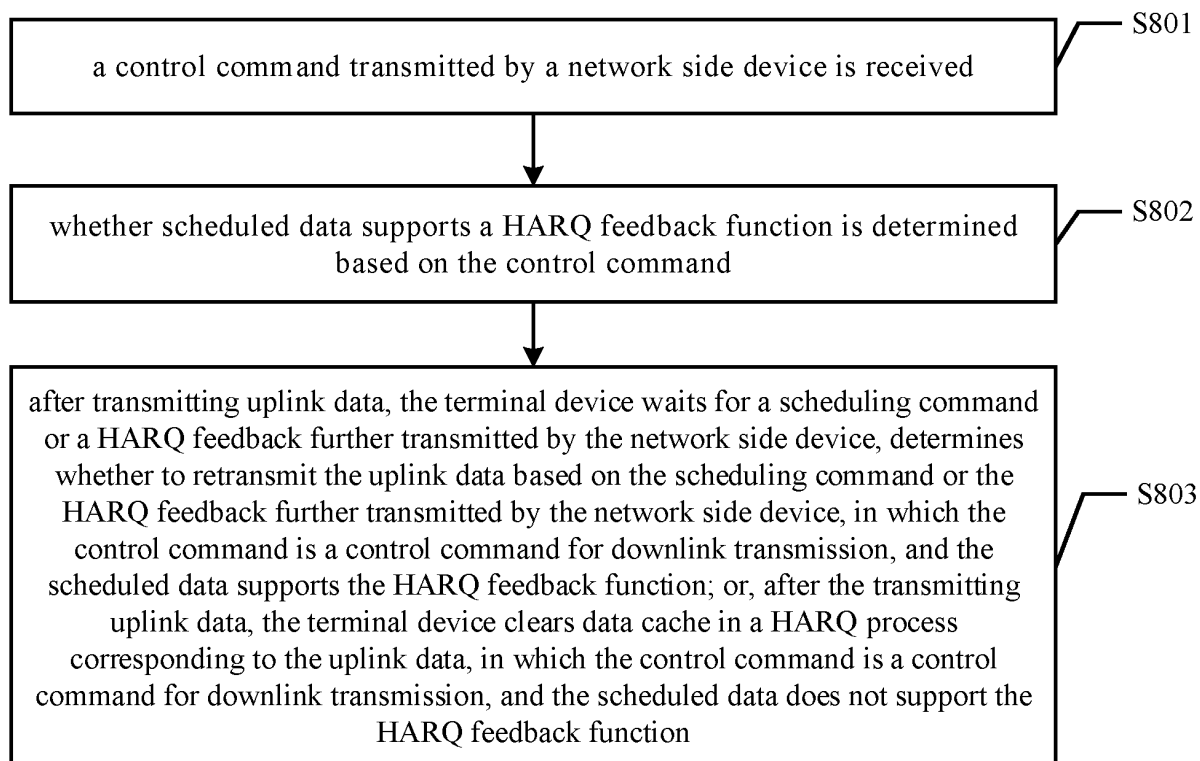 a control command transmitted by a network side device is received
S801
whether scheduled data supports a HARQ feedback function is determined
based on the control command
S802
after transmitting uplink data, the terminal device waits for a scheduling command
or a HARQ feedback further transmitted by the network side device, determines
whether to retransmit the uplink data based on the scheduling command or the
HARQ feedback further transmitted by the network side device, in which the
control command is a control command for downlink transmission, and the
scheduled data supports the HARQ feedback function; or, after the transmitting
uplink data, the terminal device clears data cache in a HARQ process
corresponding to the uplink data, in which the control command is a control
command for downlink transmission, and the scheduled data does not support the
HARQ feedback function
S803